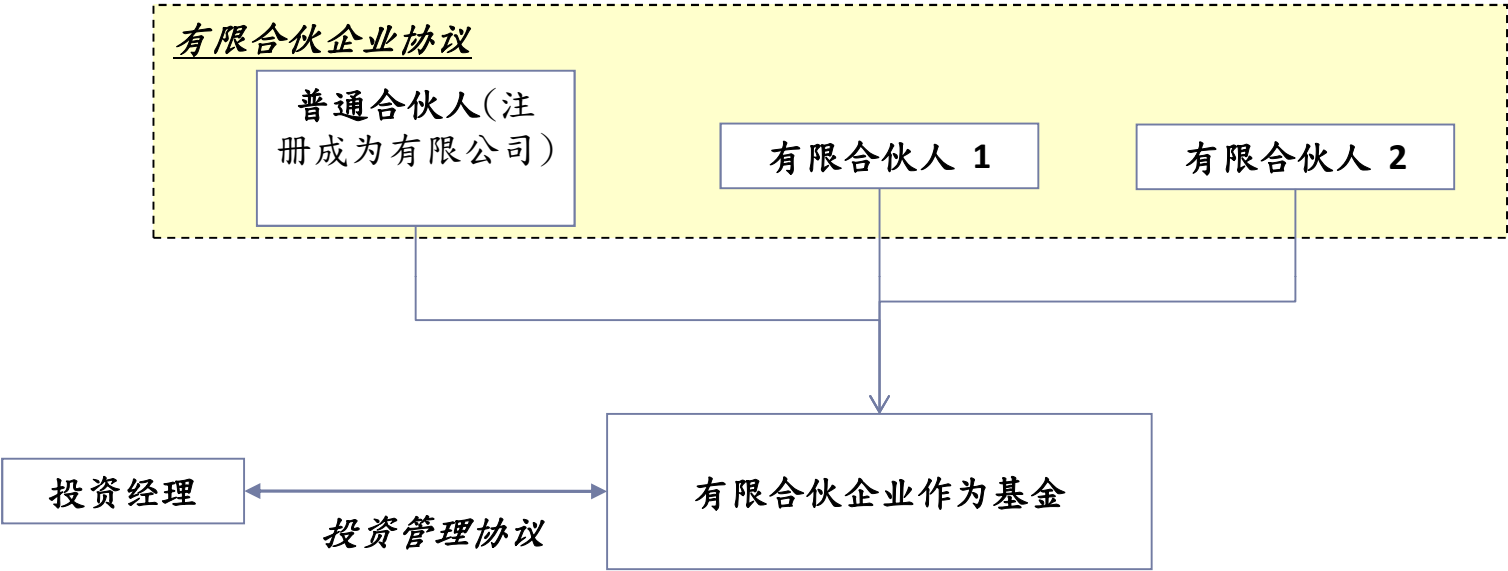 有限合伙企业协议
普通合伙人(注
册成为有限公司)
有限合伙人 1
有限合伙人 2
投资经理
投资管理协议
有限合伙企业作为基金